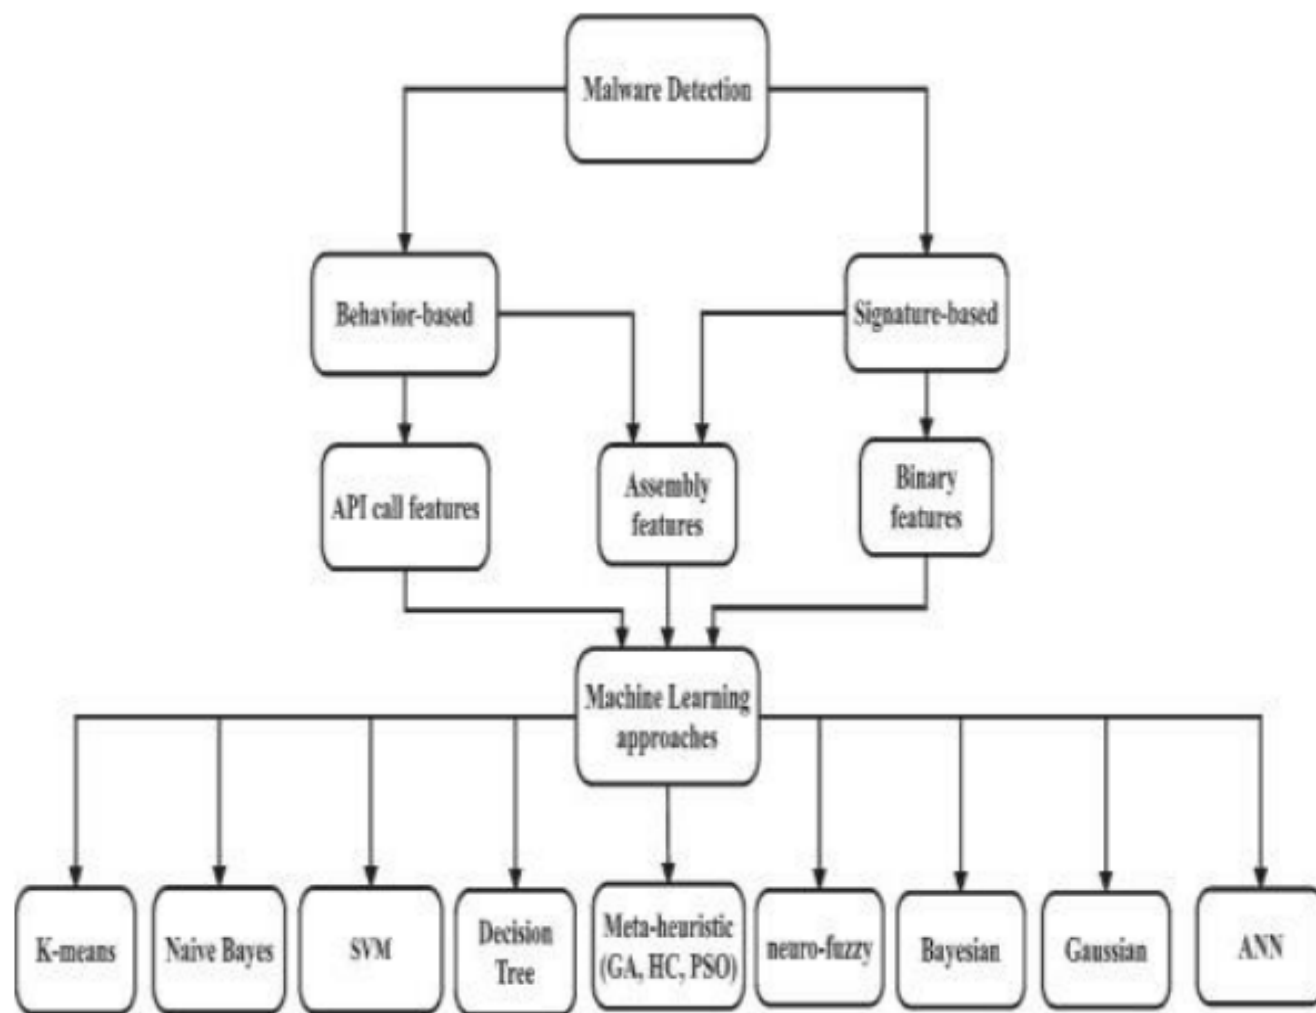 Malware Detection
Behavior-based
Signature-based
API call features
Assembly
features
Binary
features
Machine Learning
approaches
K-means
Naive Bayes
SVM
Decision
Tree
Meta-heuristic
(GA, HC, PSO)
neuro-fuzzy
Bayesian
Gaussian
ANN